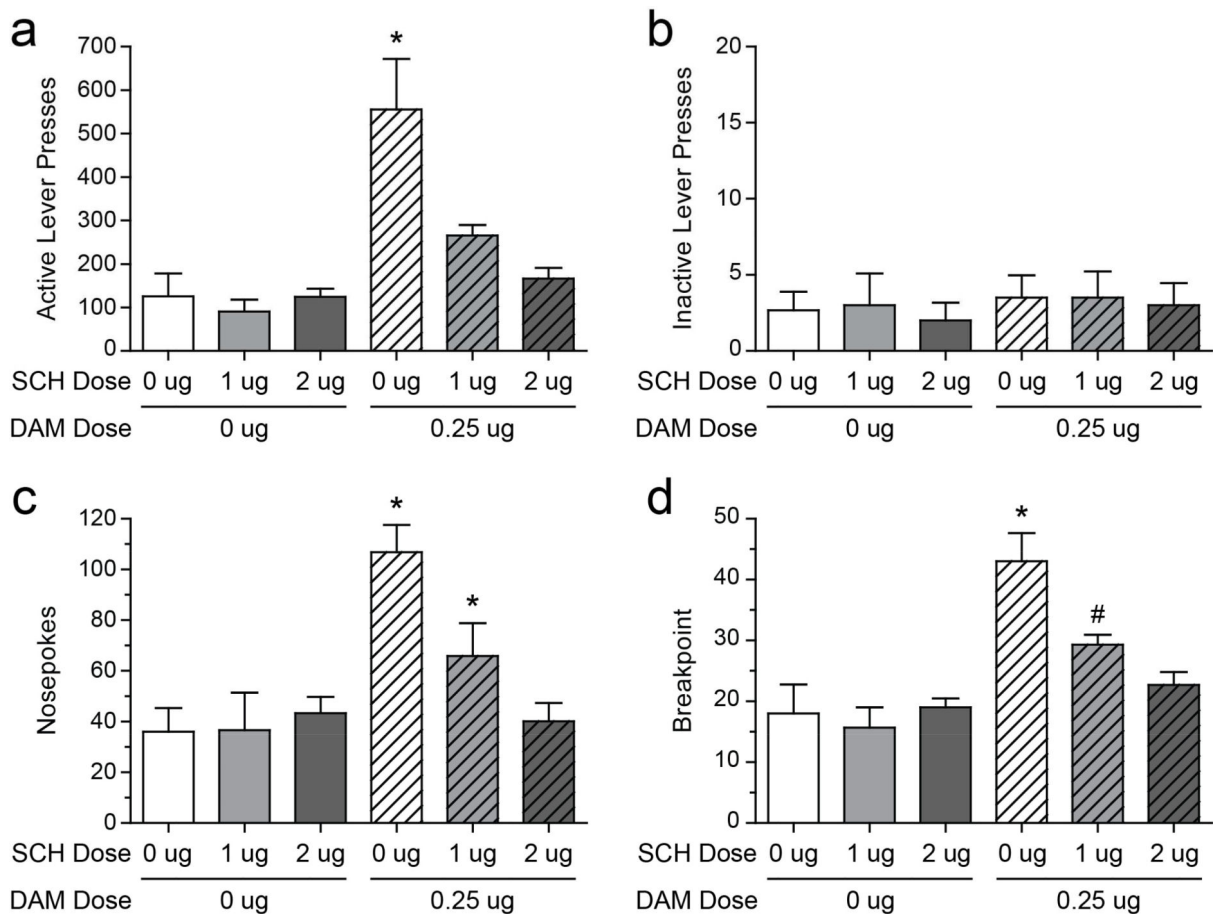 a
*
700
600
500
400
300
200
100
0
Active Lever Presses
SCH Dose 0 ug 1 ug 2 ug 0 ug 1 ug 2 ug
DAM Dose 0 ug 0.25 ug
b
20
15
10
5
0
Inactive Lever Presses
SCH Dose 0 ug 1 ug 2 ug 0 ug 1 ug 2 ug
DAM Dose 0 ug 0.25 ug
c
*
*
120
100
80
60
40
20
0
Nosepokes
SCH Dose 0 ug 1 ug 2 ug 0 ug 1 ug 2 ug
DAM Dose 0 ug 0.25 ug
d
*
#
50
40
30
20
10
0
Breakpoint
SCH Dose 0 ug 1 ug 2 ug 0 ug 1 ug 2 ug
DAM Dose 0 ug 0.25 ug